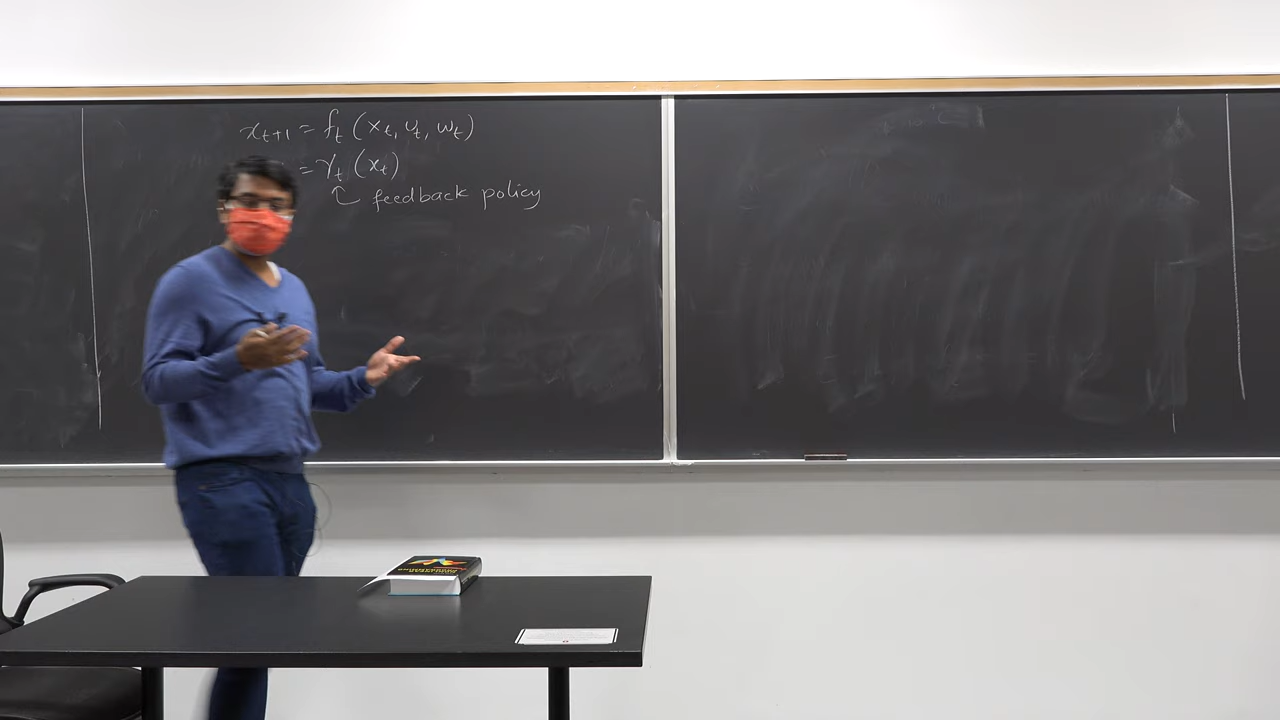 x_{t+1} = f_t (x_t, u_t, w_t)
= γ_t (x_t)
feedback policy